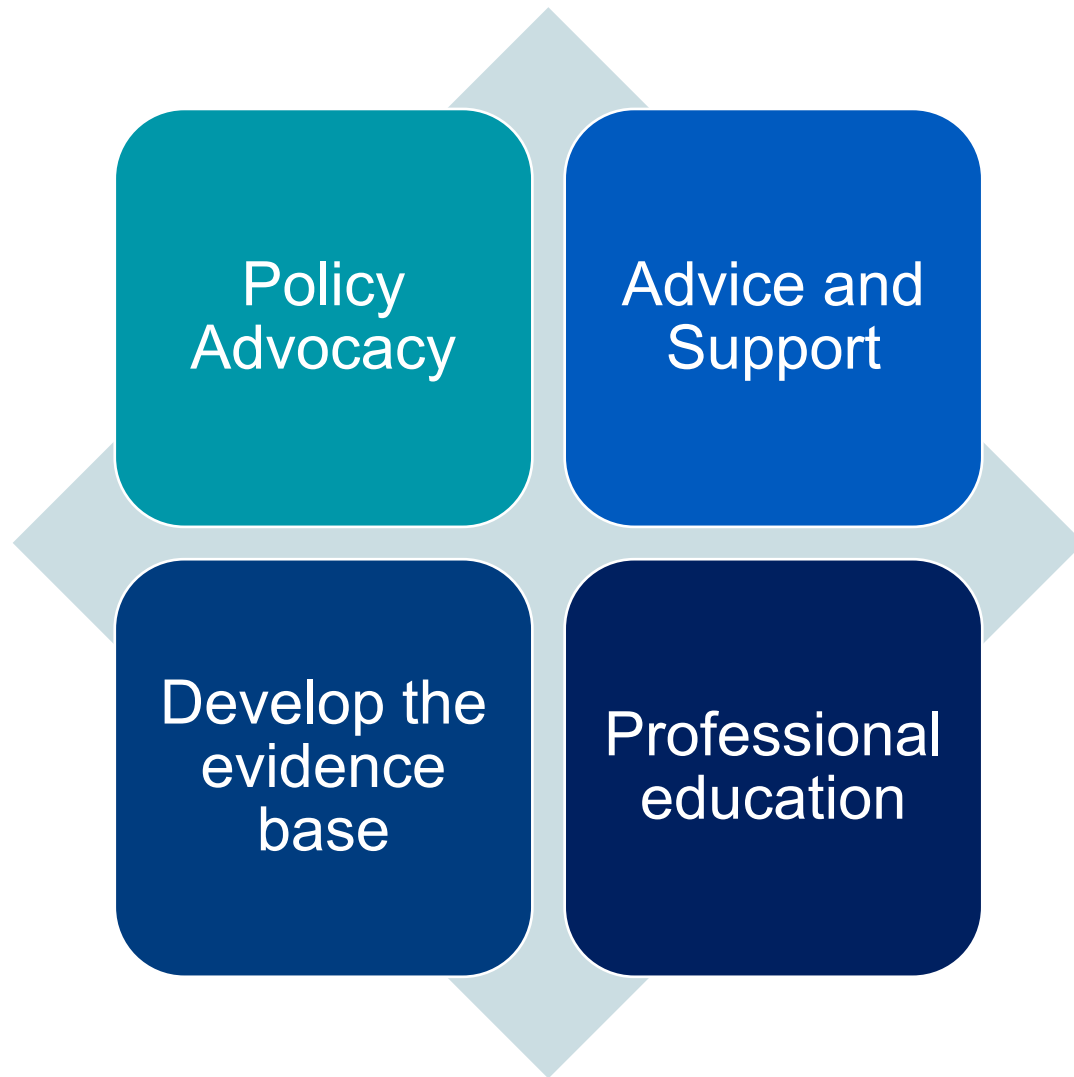 Policy
Advocacy
Advice and
Support
Develop the
evidence
base
Professional
education